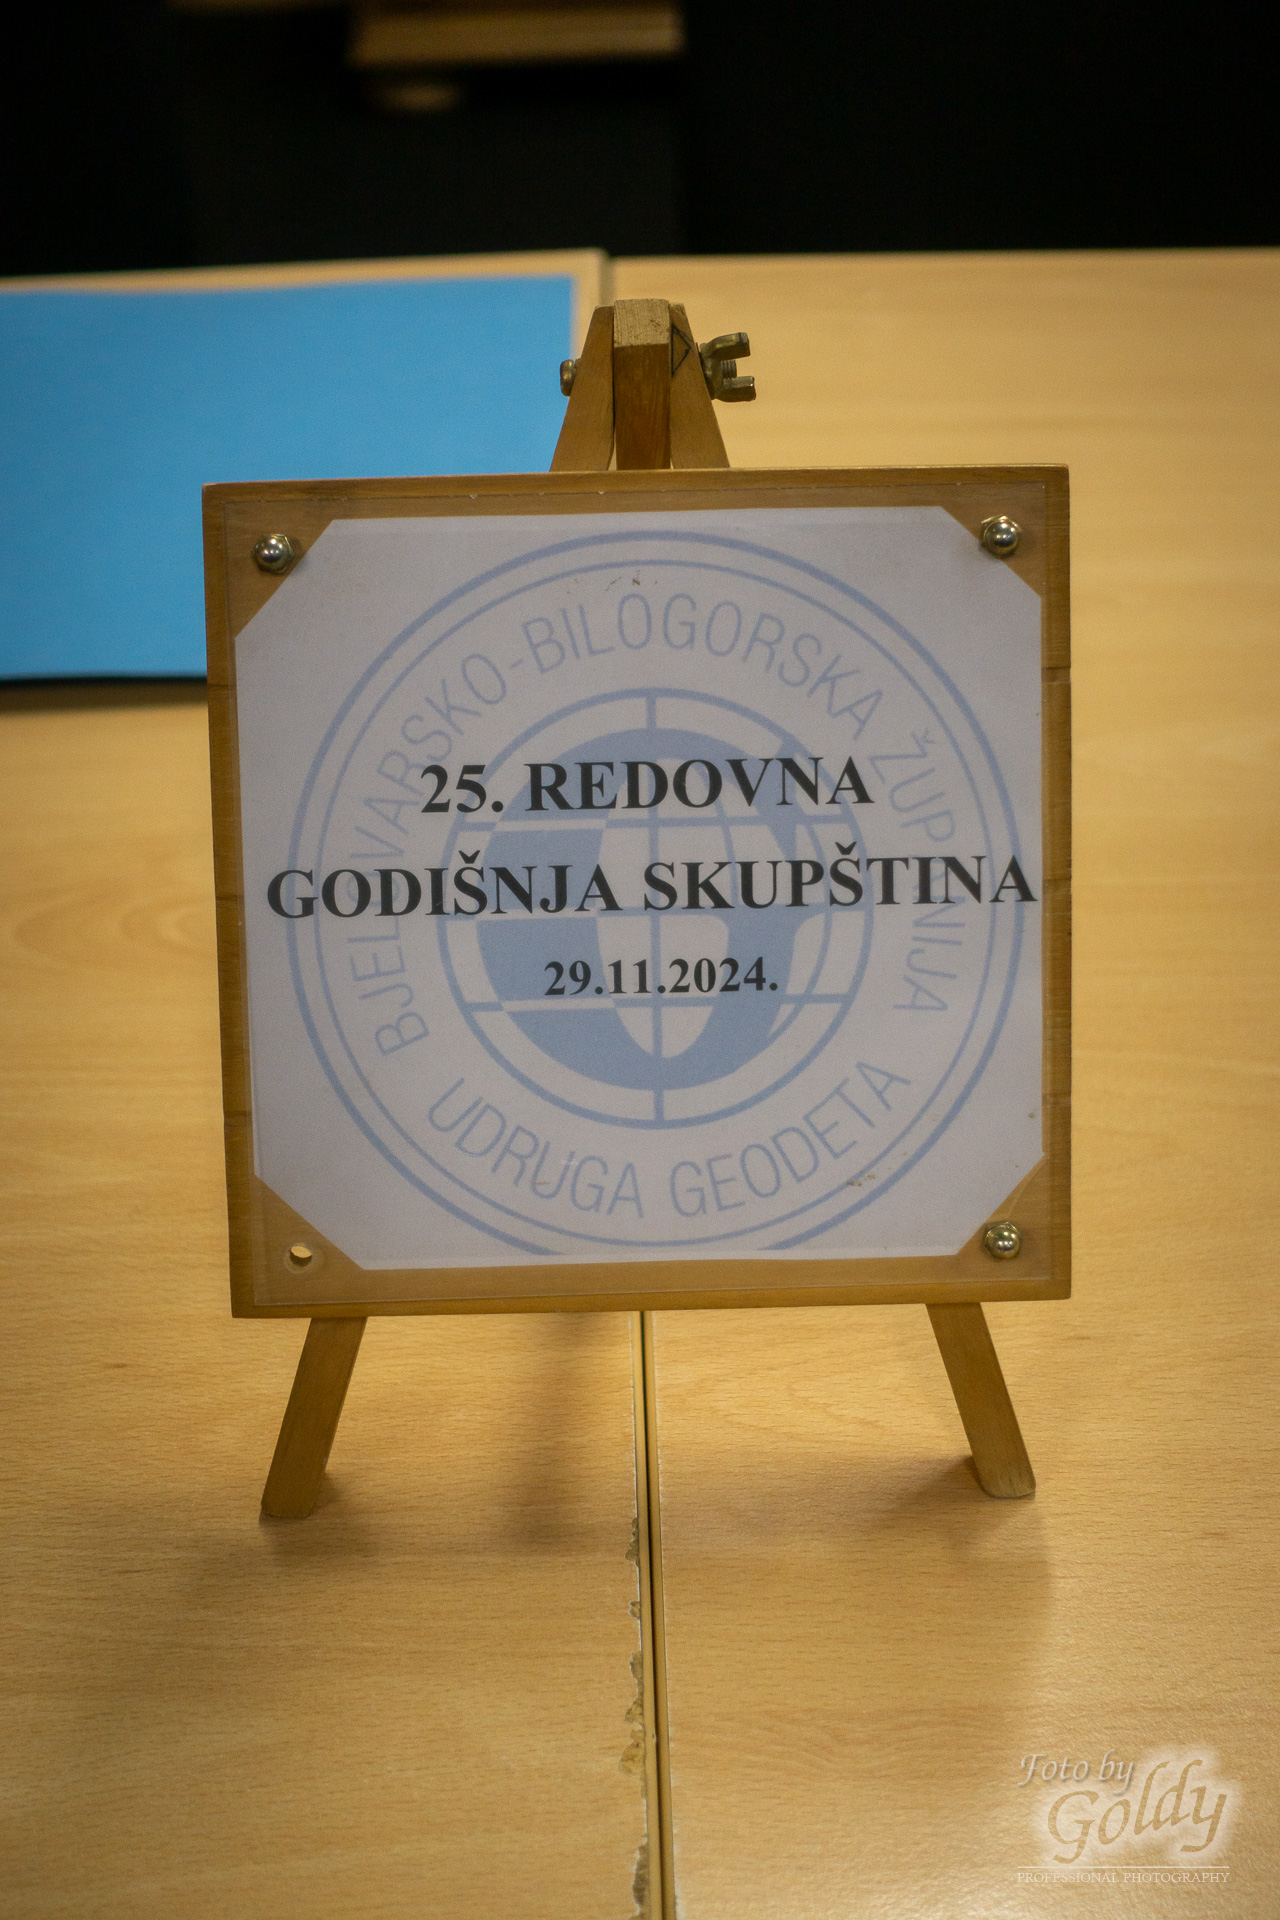 BJELOVARSKO-BILOGORSKA ŽUPANIJA
25. REDOVNA
GODIŠNJA SKUPŠTINA
29.11.2024.
UDRUGA GEODETA
Foto by
Goldy
PROFESSIONAL PHOTOGRAPHY